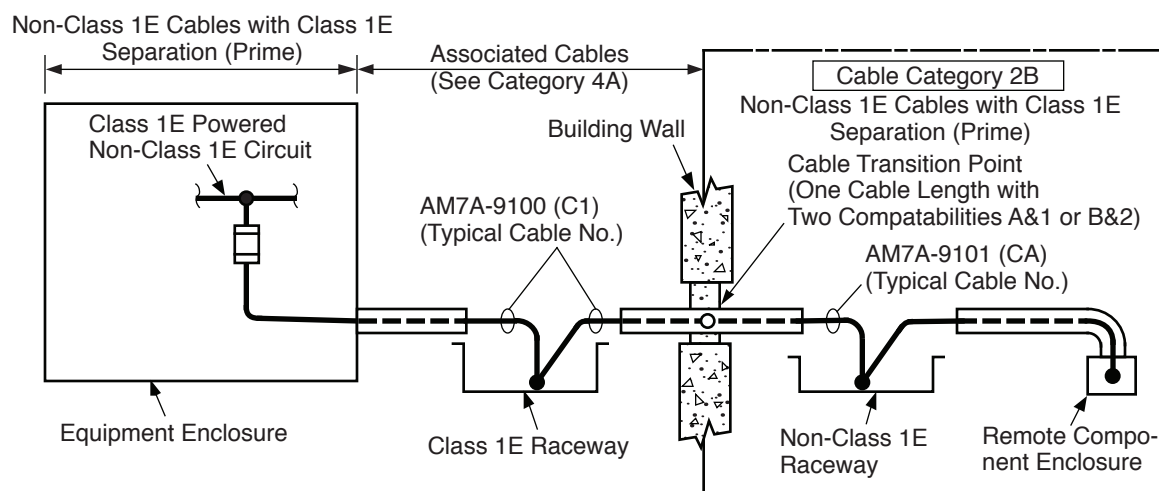 Non-Class 1E Cables with Class 1E
Separation (Prime)
Associated Cables
(See Category 4A)
Cable Category 2B
Non-Class 1E Cables with Class 1E
Separation (Prime)
Class 1E Powered
Non-Class 1E Circuit
Building Wall
Cable Transition Point
(One Cable Length with
Two Compatabilities A&1 or B&2)
AM7A-9100 (C1)
(Typical Cable No.)
AM7A-9101 (CA)
(Typical Cable No.)
Equipment Enclosure
Class 1E Raceway
Non-Class 1E
Raceway
Remote Compo-
nent Enclosure